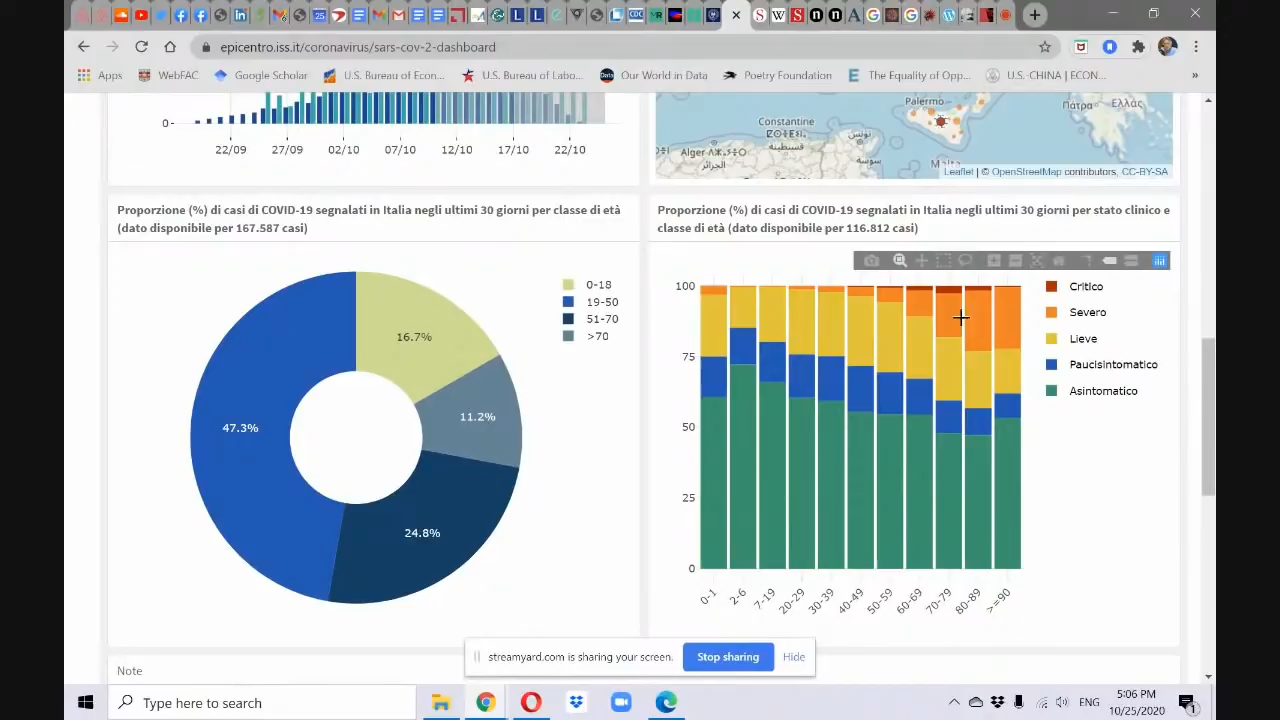 epicentro.iss.it/coronavirus/sars-cov-2-dashboard
Apps WebFAC Google Scholar U.S. Bureau of Econ... U.S. Bureau of Labo... Our World in Data Poetry Foundation The Equality of Opp... U.S.-CHINA | ECON... »
0
22/09 27/09 02/10 07/10 12/10 17/10 22/10
Palermo
Πάτρα
Ελλάς
Constantine
ⵇⵙⴻⵏⵟⵉⵏⴰ
قسنطينة
تونس
سوسة
Alger
الجزائر
Malta
Leaflet | © OpenStreetMap contributors, CC-BY-SA
Proporzione (%) di casi di COVID-19 segnalati in Italia negli ultimi 30 giorni per classe di età
(dato disponibile per 167.587 casi)
16.7%
11.2%
47.3%
24.8%
0-18
19-50
51-70
>70
Proporzione (%) di casi di COVID-19 segnalati in Italia negli ultimi 30 giorni per stato clinico e
classe di età (dato disponibile per 116.812 casi)
100
75
50
25
0
0-1 2-6 7-19 20-29 30-39 40-49 50-59 60-69 70-79 80-89 >=90
Critico
Severo
Lieve
Paucisintomatico
Asintomatico
Note
streamyard.com is sharing your screen. Stop sharing Hide
Type here to search
ENG
5:06 PM
10/25/2020
1